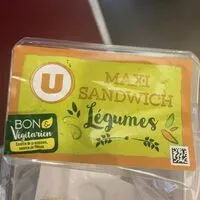 U
MAXI
SANDWICH
Légumes
BON &
Végétarien